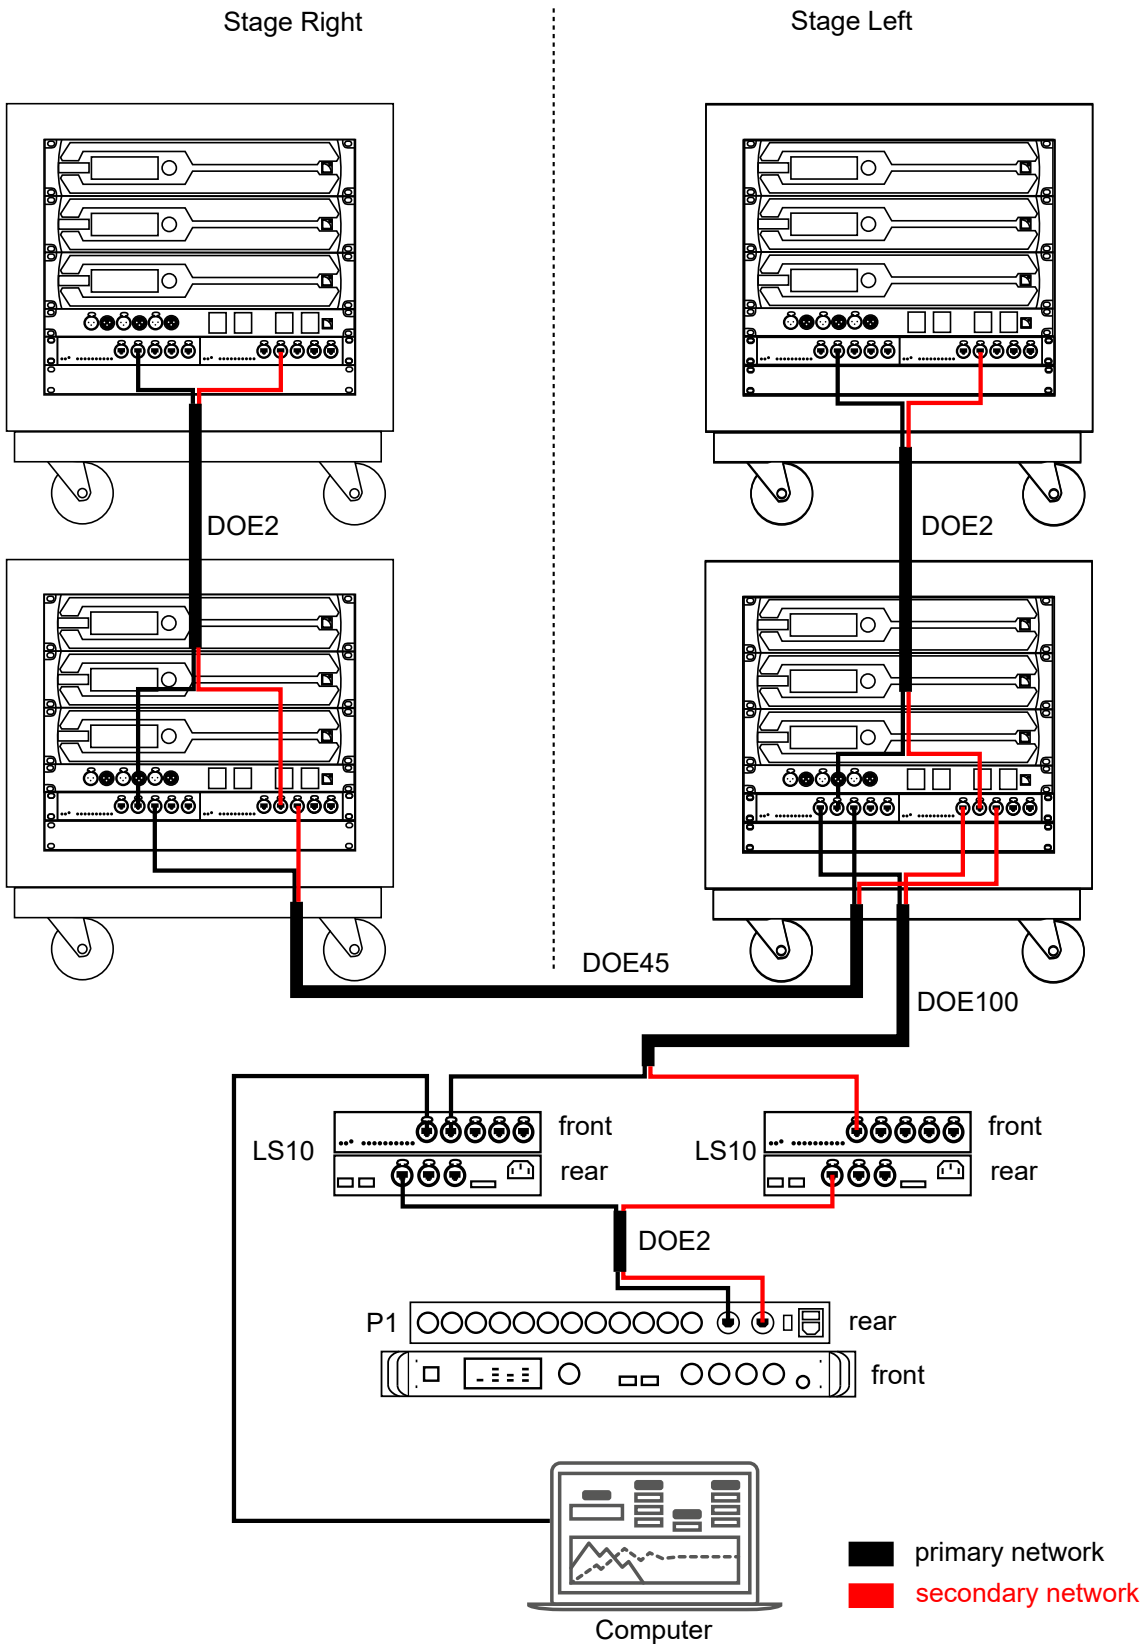 Stage Right
Stage Left
DOE2
DOE2
DOE45
DOE100
LS10
front
rear
LS10
front
rear
DOE2
P1
rear
front
Computer
primary network
secondary network